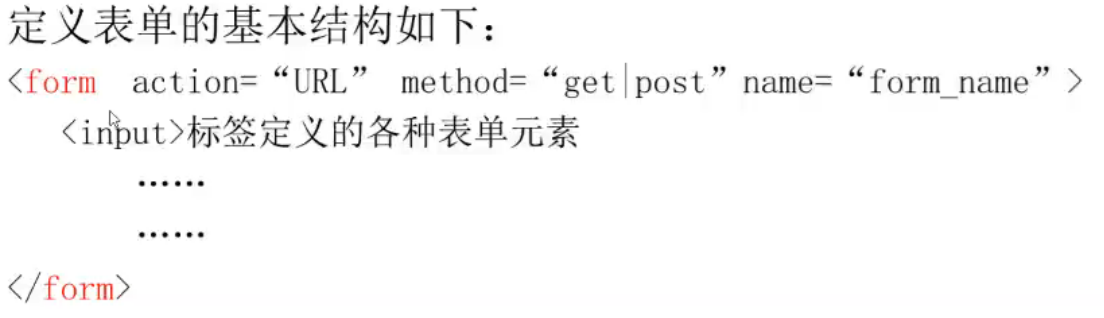 定义表单的基本结构如下：
<form action=“URL” method=“get|post”name=“form_name”>
<input>标签定义的各种表单元素
……
……
</form>